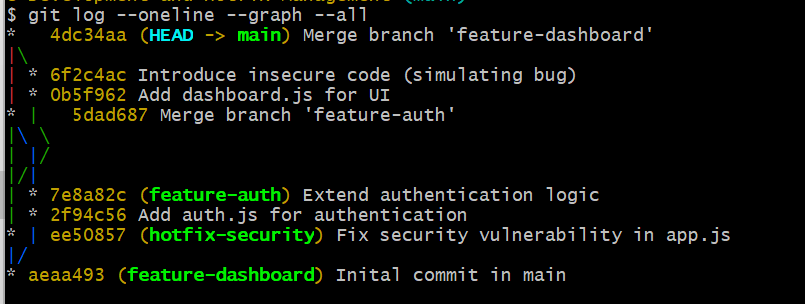 $ git log --oneline --graph --all
*   4dc34aa (HEAD -> main) Merge branch 'feature-dashboard'
|\
| * 6f2c4ac Introduce insecure code (simulating bug)
| * 0b5f962 Add dashboard.js for UI
* |   5dad687 Merge branch 'feature-auth'
|\ \
| |/
|/|
| * 7e8a82c (feature-auth) Extend authentication logic
| * 2f94c56 Add auth.js for authentication
* | ee50857 (hotfix-security) Fix security vulnerability in app.js
|/
* aeaa493 (feature-dashboard) Inital commit in main